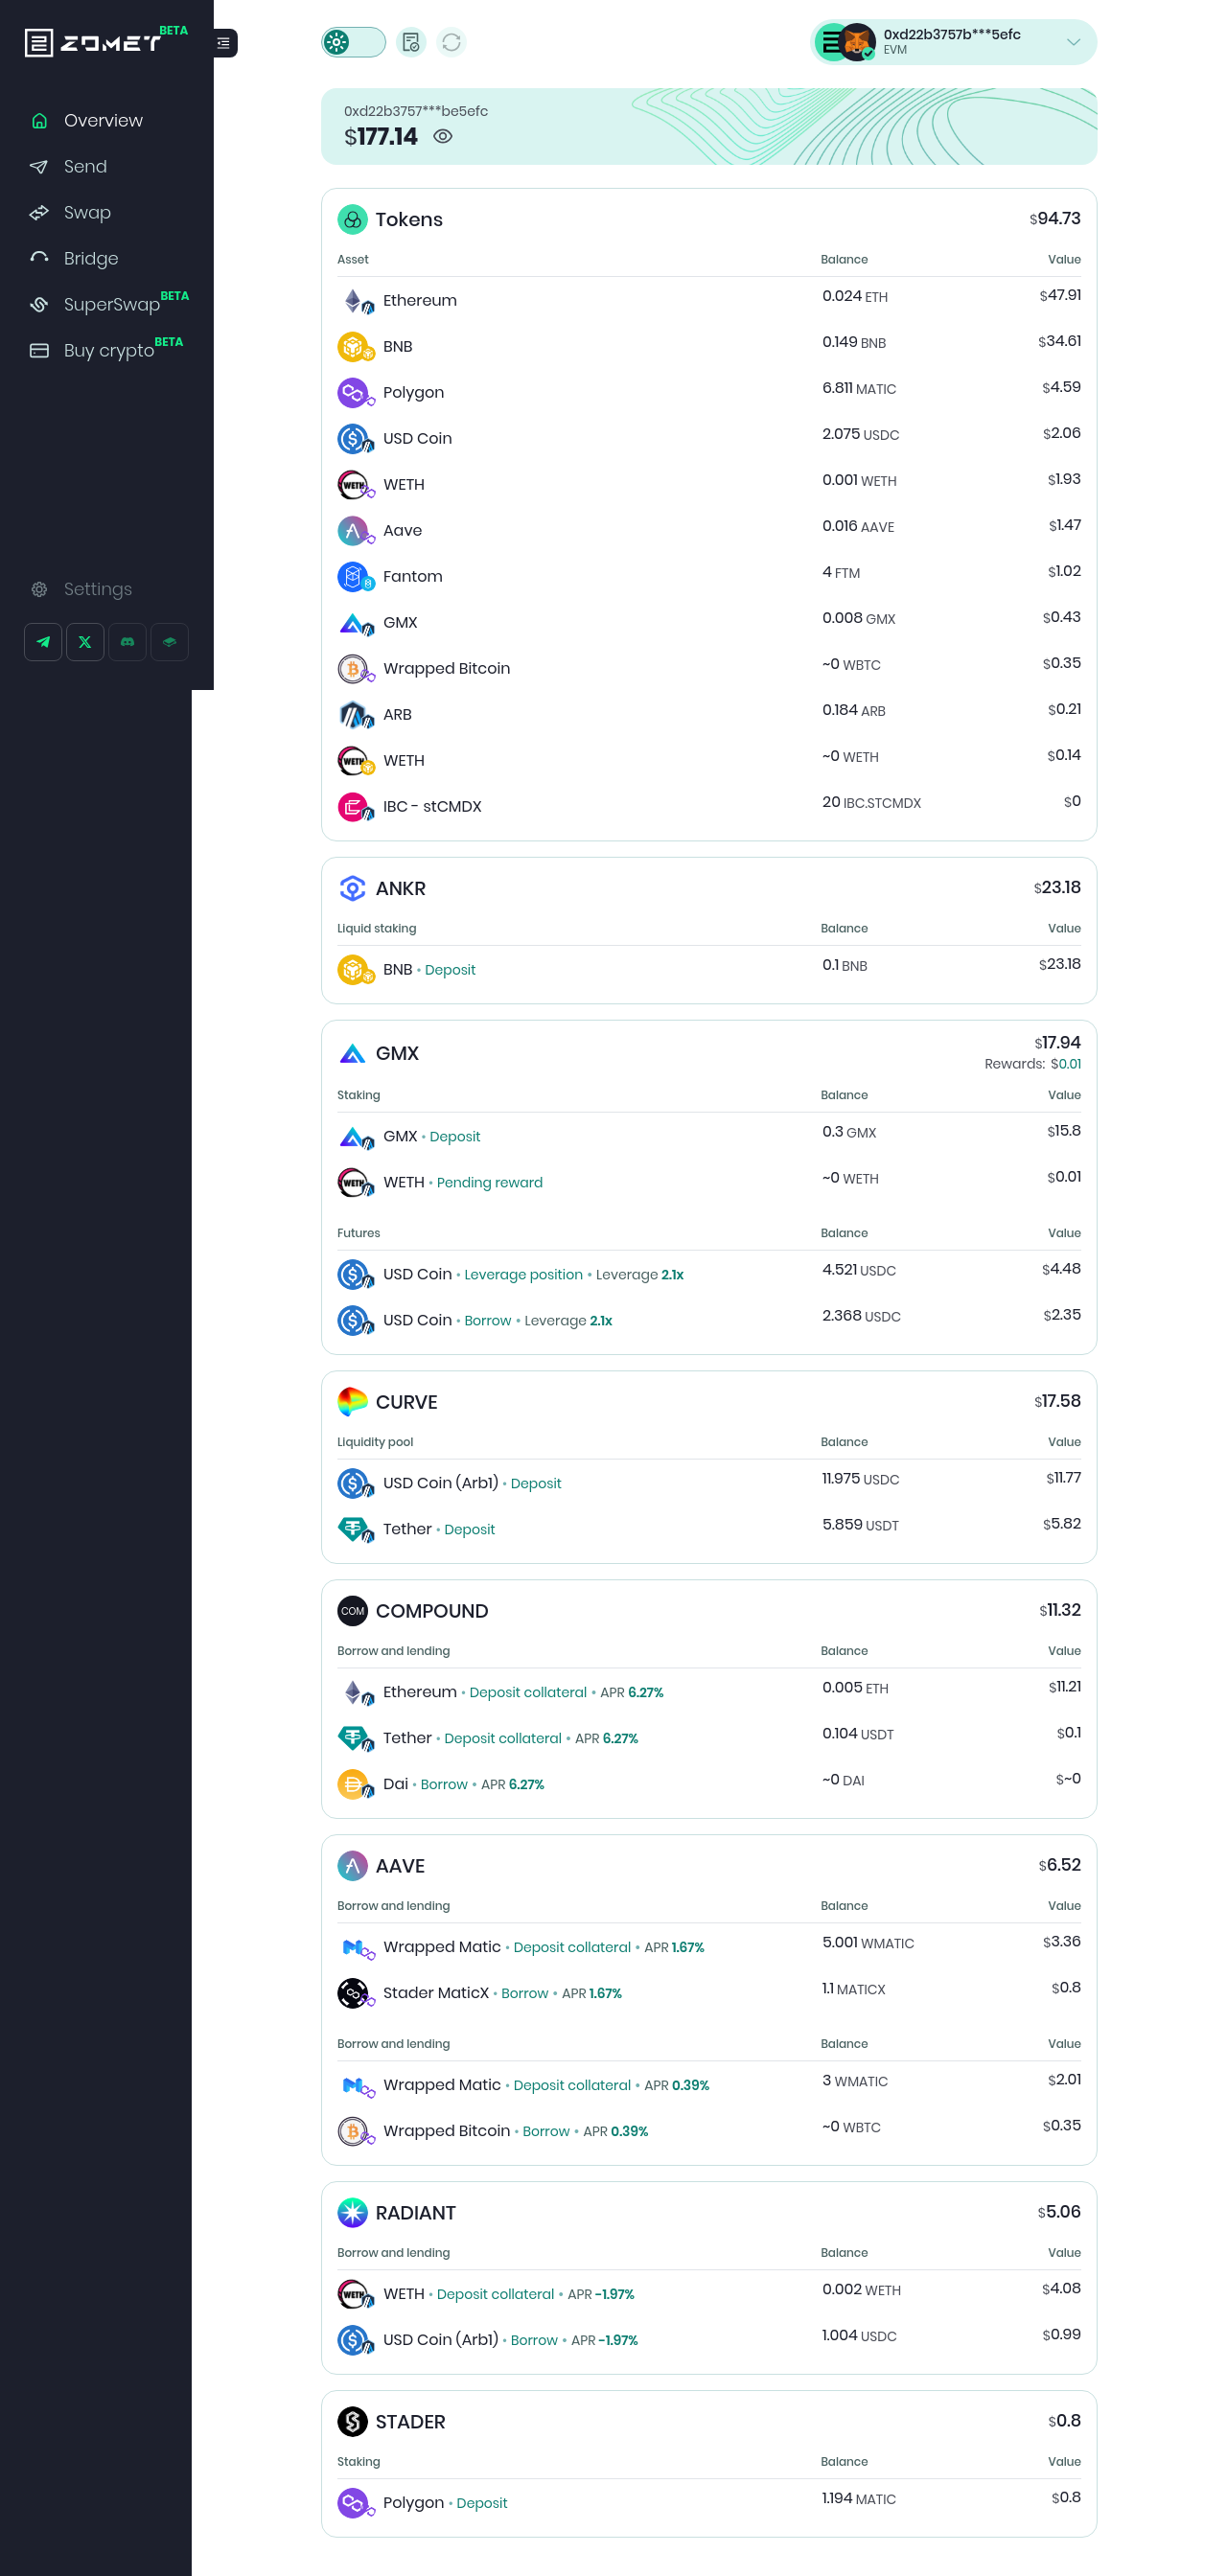 ZOMET BETA
Overview
Send
Swap
Bridge
SuperSwap BETA
Buy crypto BETA
Settings
0xd22b3757b***5efc
EVM
0xd22b3757***be5efc
$177.14
Tokens $94.73
Asset Balance Value
Ethereum 0.024 ETH $47.91
BNB 0.149 BNB $34.61
Polygon 6.811 MATIC $4.59
USD Coin 2.075 USDC $2.06
WETH 0.001 WETH $1.93
Aave 0.016 AAVE $1.47
Fantom 4 FTM $1.02
GMX 0.008 GMX $0.43
Wrapped Bitcoin ~0 WBTC $0.35
ARB 0.184 ARB $0.21
WETH ~0 WETH $0.14
IBC - stCMDX 20 IBC.STCMDX $0
ANKR $23.18
Liquid staking Balance Value
BNB • Deposit 0.1 BNB $23.18
GMX $17.94
Rewards: $0.01
Staking Balance Value
GMX • Deposit 0.3 GMX $15.8
WETH • Pending reward ~0 WETH $0.01
Futures Balance Value
USD Coin • Leverage position • Leverage 2.1x 4.521 USDC $4.48
USD Coin • Borrow • Leverage 2.1x 2.368 USDC $2.35
CURVE $17.58
Liquidity pool Balance Value
USD Coin (Arb1) • Deposit 11.975 USDC $11.77
Tether • Deposit 5.859 USDT $5.82
COM COMPOUND $11.32
Borrow and lending Balance Value
Ethereum • Deposit collateral • APR 6.27% 0.005 ETH $11.21
Tether • Deposit collateral • APR 6.27% 0.104 USDT $0.1
Dai • Borrow • APR 6.27% ~0 DAI $~0
AAVE $6.52
Borrow and lending Balance Value
Wrapped Matic • Deposit collateral • APR 1.67% 5.001 WMATIC $3.36
Stader MaticX • Borrow • APR 1.67% 1.1 MATICX $0.8
Borrow and lending Balance Value
Wrapped Matic • Deposit collateral • APR 0.39% 3 WMATIC $2.01
Wrapped Bitcoin • Borrow • APR 0.39% ~0 WBTC $0.35
RADIANT $5.06
Borrow and lending Balance Value
WETH • Deposit collateral • APR -1.97% 0.002 WETH $4.08
USD Coin (Arb1) • Borrow • APR -1.97% 1.004 USDC $0.99
STADER $0.8
Staking Balance Value
Polygon • Deposit 1.194 MATIC $0.8